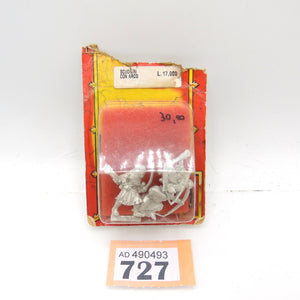 SCUDIERI
CON ARCO L. 17,000
30,90
AD 490493
727